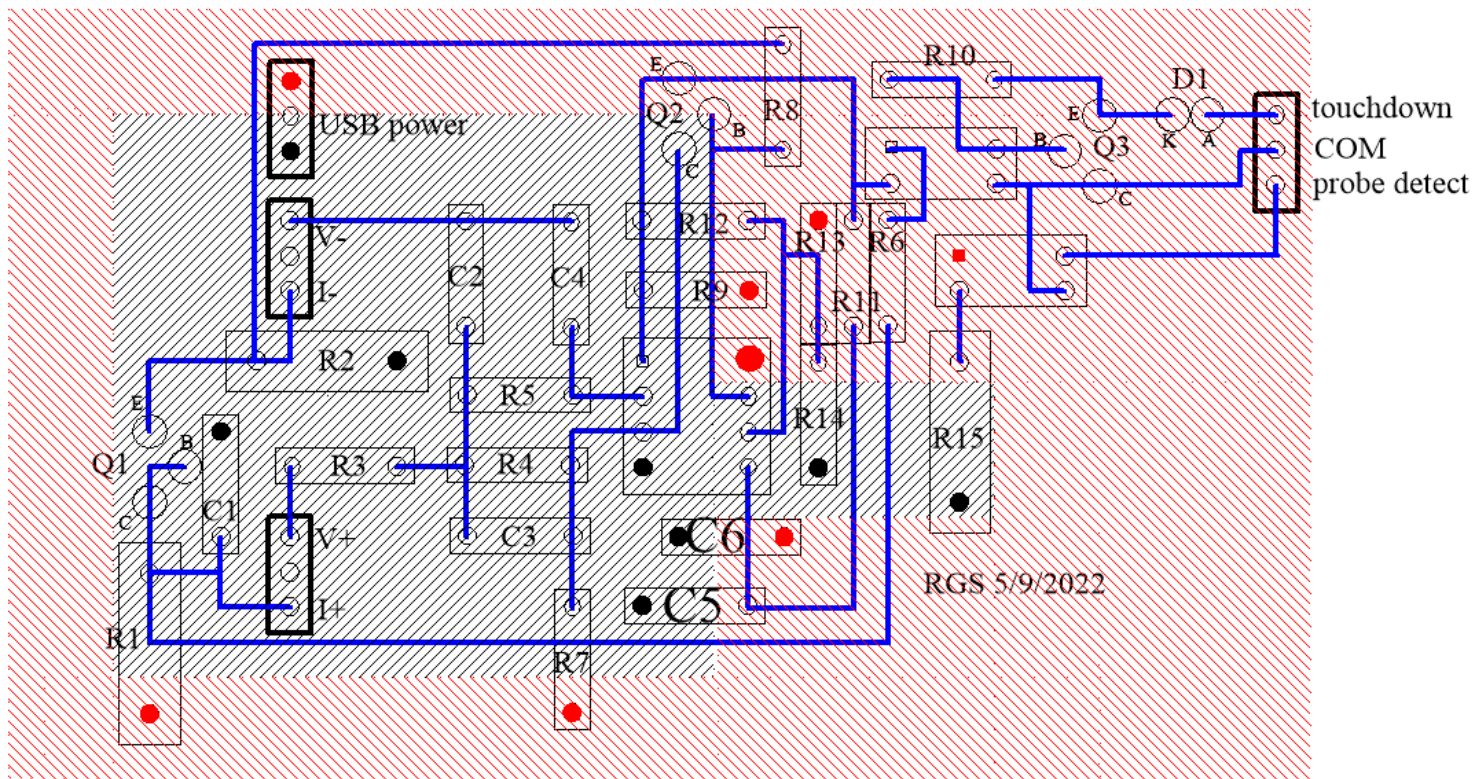 R10
D1
E
touchdown
Q2
R8
USB power
B
E
B
Q3
K
A
COM
C
probe detect
C
V-
R12
R13
R6
C2
C4
I-
R9
R11
R2
R5
E
R14
R15
B
Q1
R3
R4
C
C1
V+
C3
C6
RGS 5/9/2022
I+
C5
R1
R7